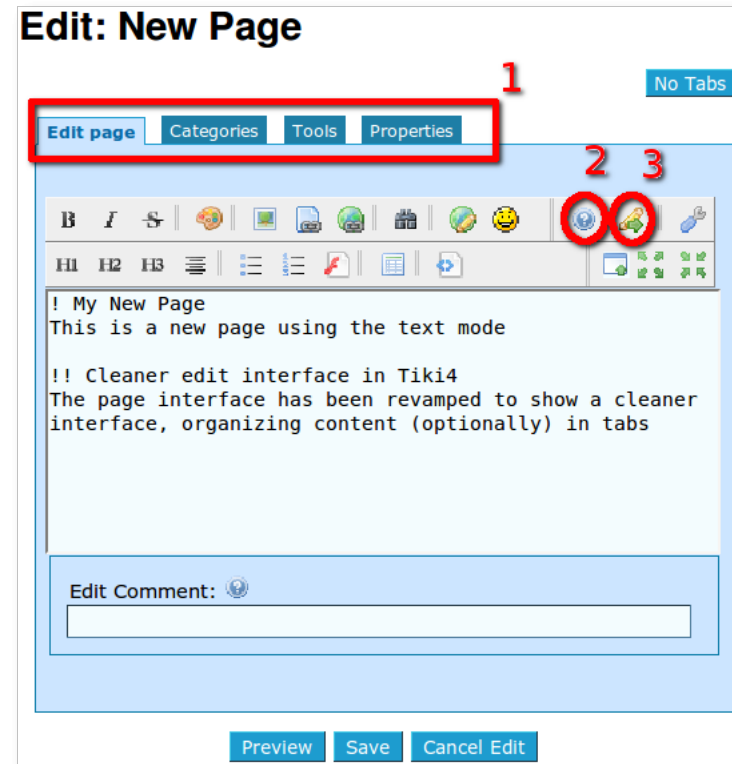 Edit: New Page
1
No Tabs
Edit page Categories Tools Properties
2 3
B I S
H1 H2 H3
! My New Page
This is a new page using the text mode
!! Cleaner edit interface in Tiki4
The page interface has been revamped to show a cleaner
interface, organizing content (optionally) in tabs
Edit Comment: ?
Preview Save Cancel Edit